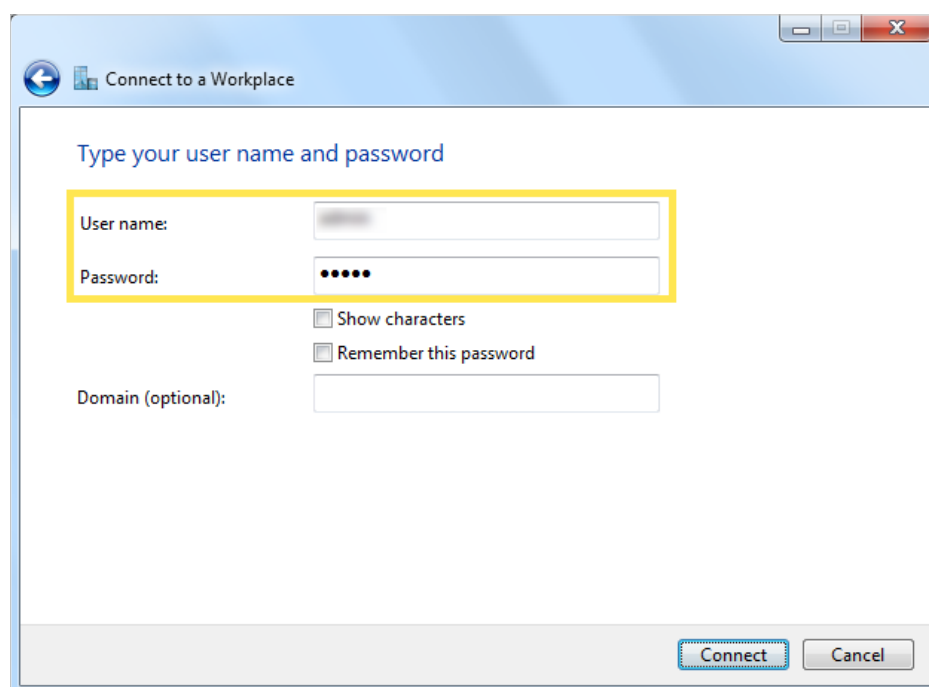 Connect to a Workplace
Type your user name and password
User name:
Password: •••••
Show characters
Remember this password
Domain (optional):
Connect Cancel